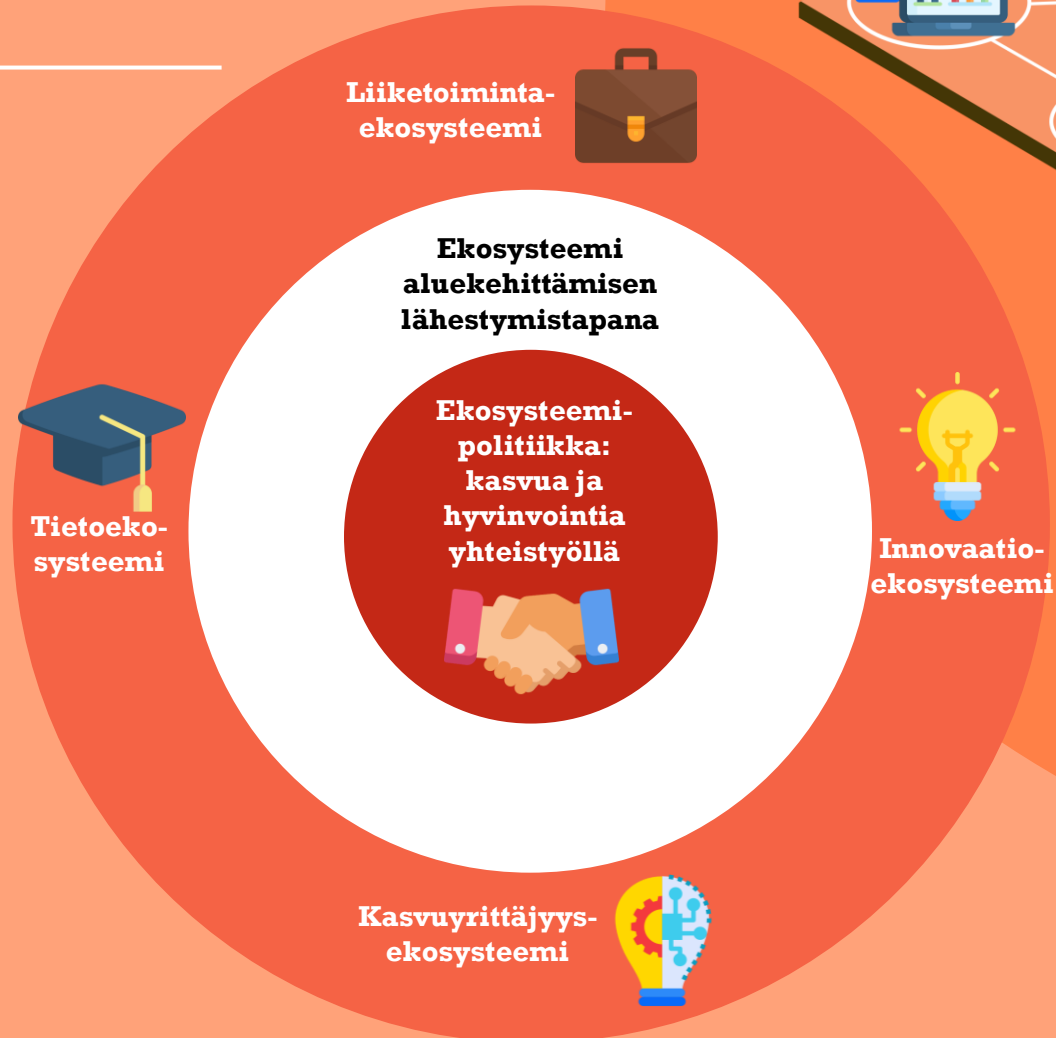 Liiketoiminta-
ekosysteemi
Ekosysteemi
aluekehittämisen
lähestymistapana
Ekosysteemi-
politiikka:
kasvua ja
hyvinvointia
yhteistyöllä
Tietoeko-
systeemi
Innovaatio-
ekosysteemi
Kasvuyrittäjyys-
ekosysteemi